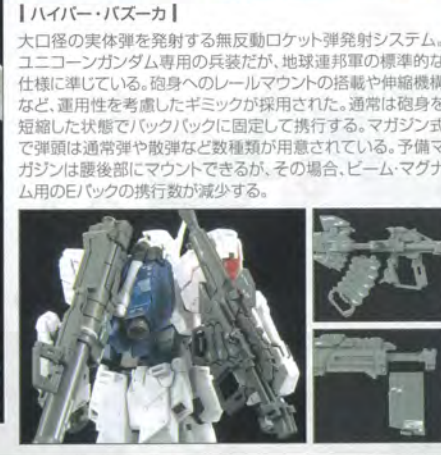 ┃ハイパー・バズーカ┃
大口径の実体弾を発射する無反動ロケット弾発射システム。
ユニコーンガンダム専用の兵装だが、地球連邦軍の標準的な
仕様に準じている。砲身へのレールマウントの搭載や伸縮機構
など、運用性を考慮したギミックが採用された。通常は砲身を
短縮した状態でバックパックに固定して携行する。マガジン式
で弾頭は通常弾や散弾など数種類が用意されている。予備マ
ガジンは腰後部にマウントできるが、その場合、ビーム・マグナ
ム用のEパックの携行数が減少する。